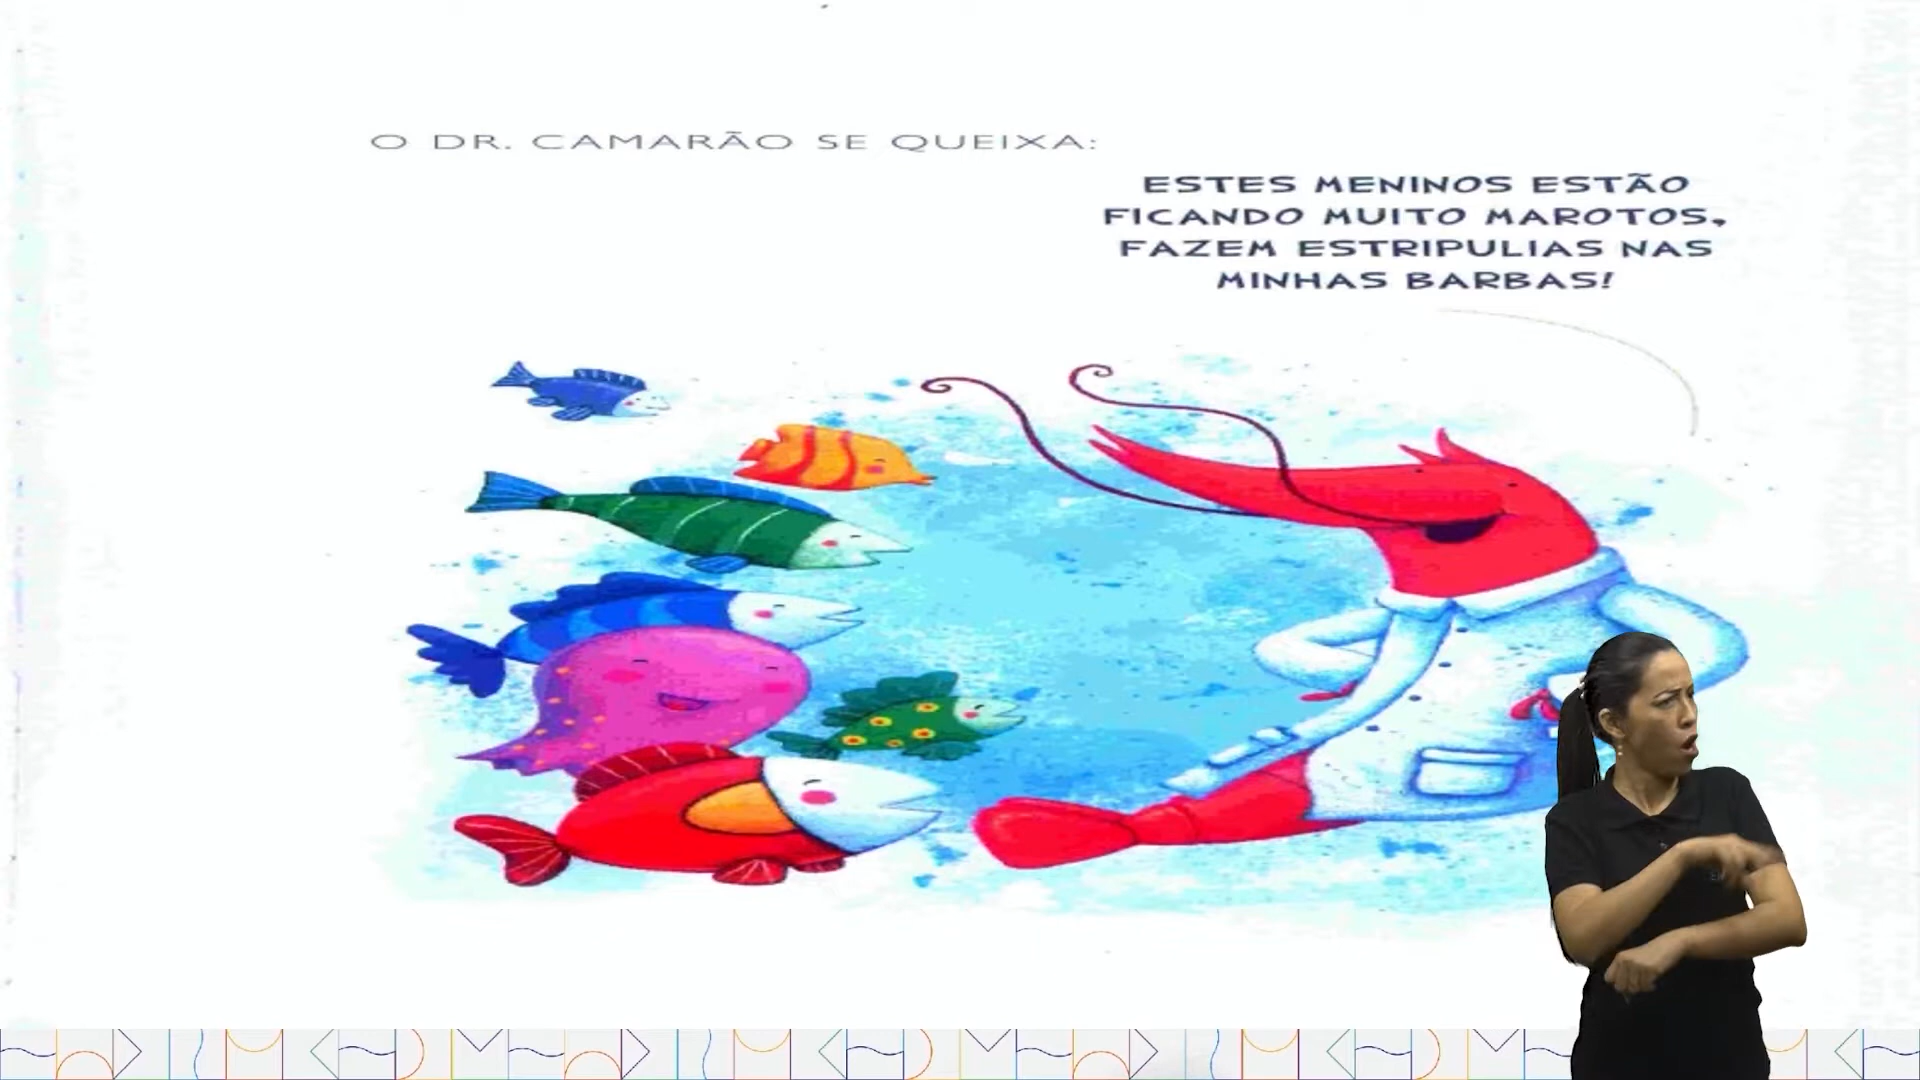 O DR. CAMARÃO SE QUEIXA:
ESTES MENINOS ESTÃO
FICANDO MUITO MAROTOS,
FAZEM ESTRIPULIAS NAS
MINHAS BARBAS!